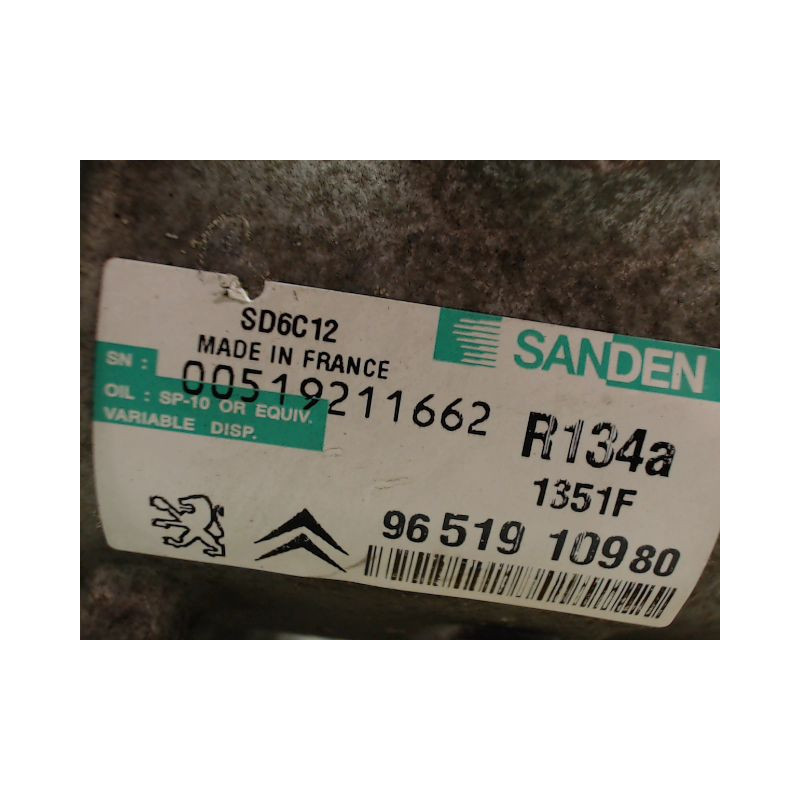 SD6C12
MADE IN FRANCE
SANDEN
SN :
00519211662
OIL : SP-10 OR EQUIV.
VARIABLE DISP.
R134a
1351F
96 519 109 80